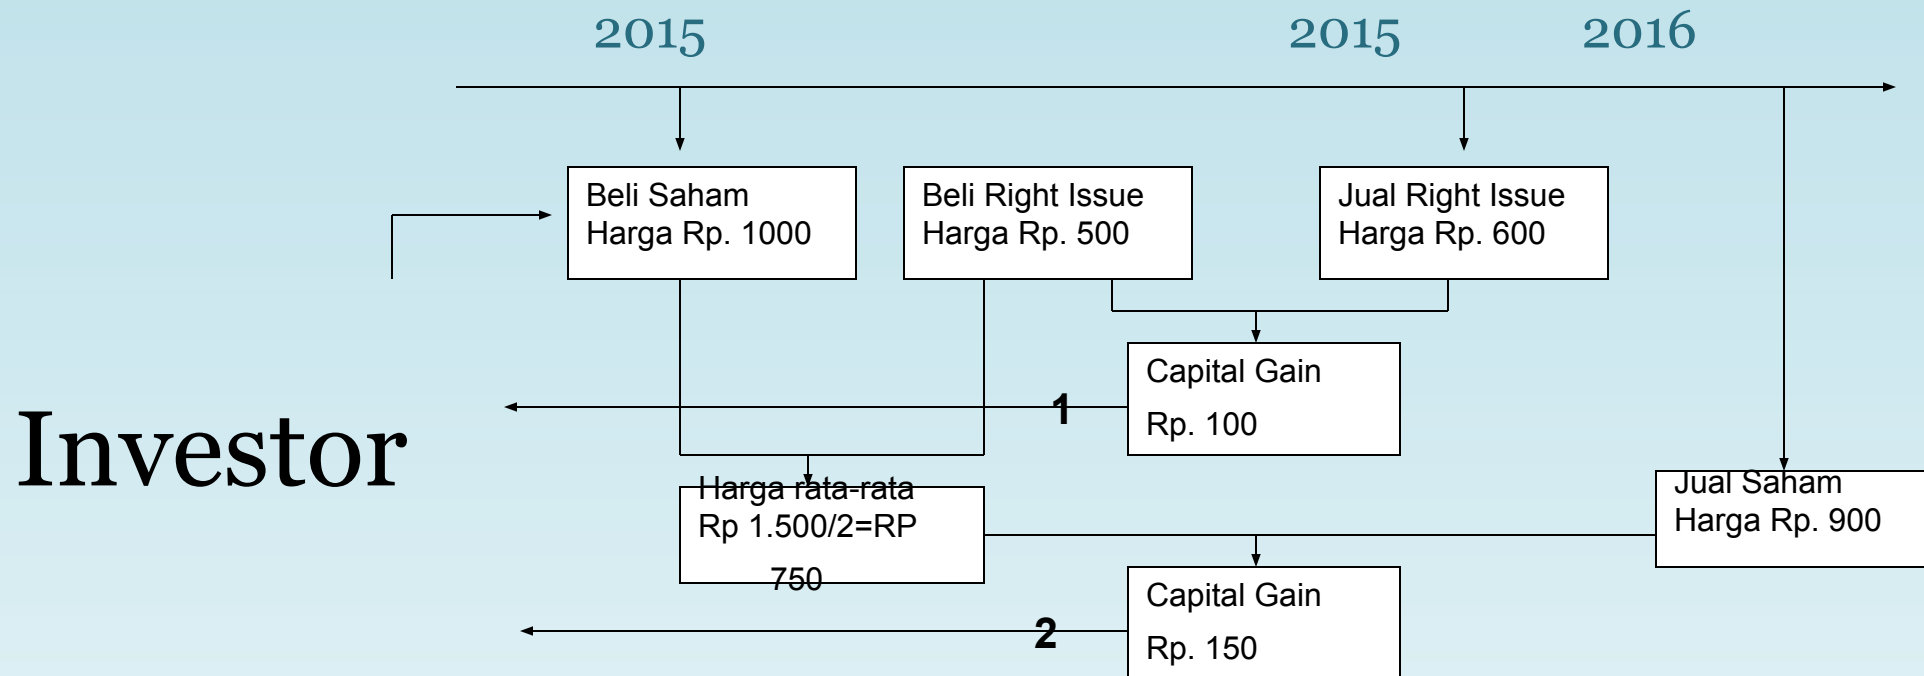 2015
2015
2016
Beli Saham
Harga Rp. 1000
Beli Right Issue
Harga Rp. 500
Jual Right Issue
Harga Rp. 600
Capital Gain
Rp. 100
1
Investor
Harga rata-rata
Rp 1.500/2=RP
750
Jual Saham
Harga Rp. 900
Capital Gain
Rp. 150
2